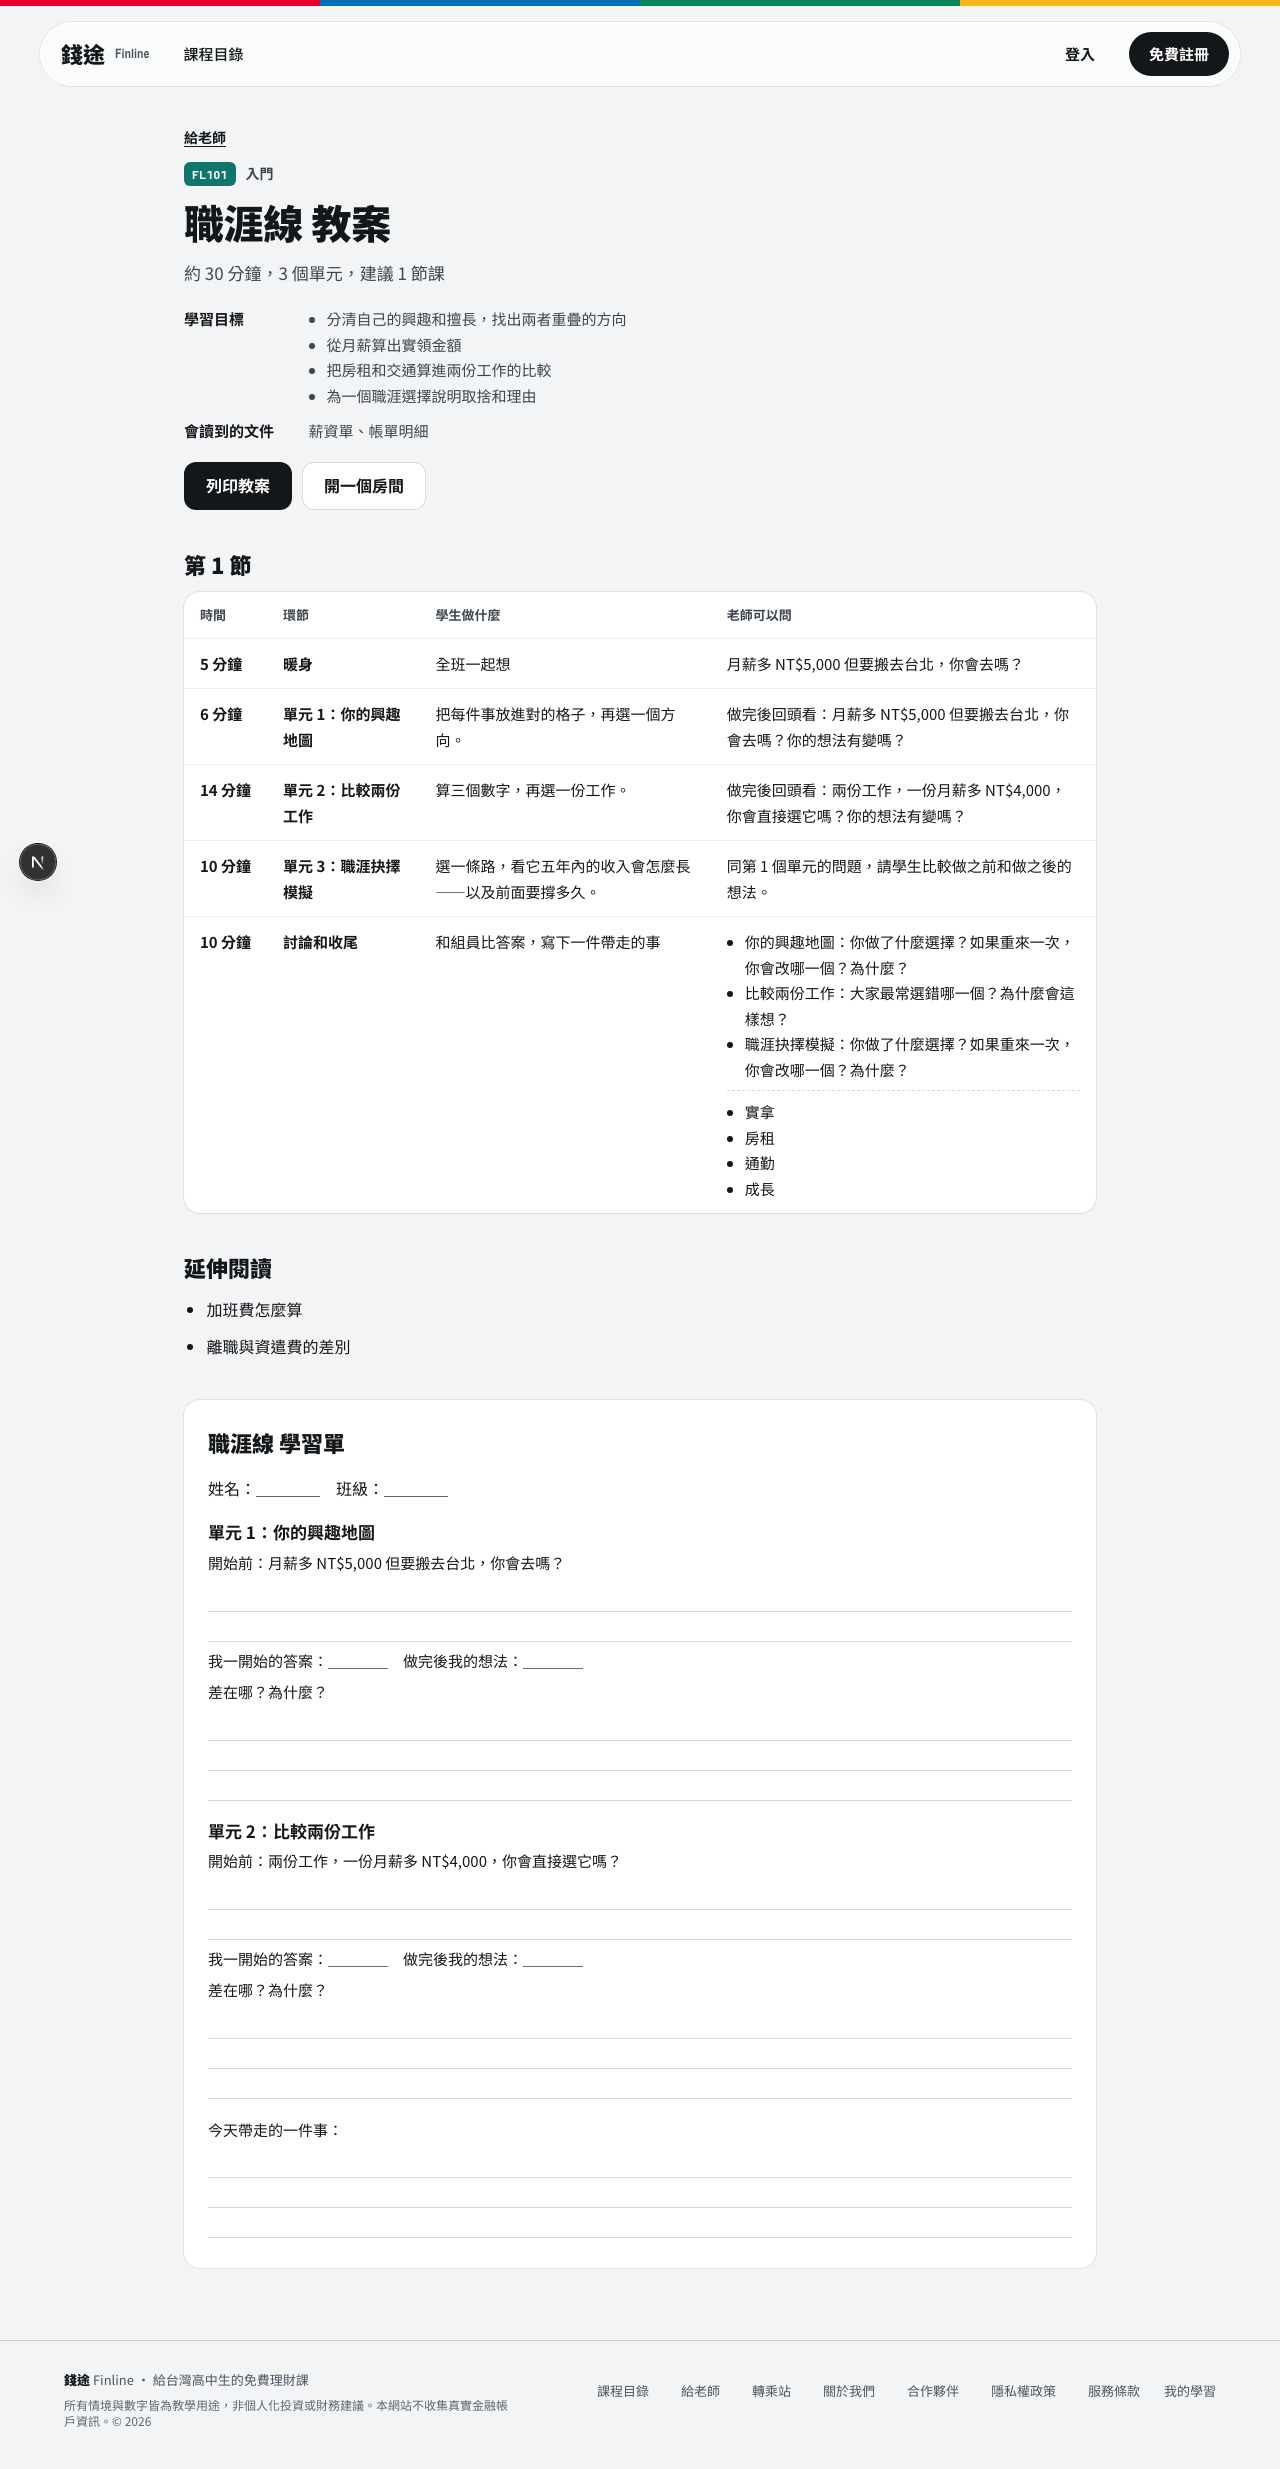 錢途 Finline 課程目錄 登入 免費註冊
給老師
FL101 入門
職涯線 教案
約 30 分鐘，3 個單元，建議 1 節課
學習目標
分清自己的興趣和擅長，找出兩者重疊的方向
從月薪算出實領金額
把房租和交通算進兩份工作的比較
為一個職涯選擇說明取捨和理由
會讀到的文件 薪資單、帳單明細
列印教案 開一個房間
第 1 節
時間 環節 學生做什麼 老師可以問
5 分鐘 暖身 全班一起想 月薪多 NT$5,000 但要搬去台北，你會去嗎？
6 分鐘 單元 1：你的興趣地圖 把每件事放進對的格子，再選一個方向。 做完後回頭看：月薪多 NT$5,000 但要搬去台北，你會去嗎？你的想法有變嗎？
14 分鐘 單元 2：比較兩份工作 算三個數字，再選一份工作。 做完後回頭看：兩份工作，一份月薪多 NT$4,000，你會直接選它嗎？你的想法有變嗎？
10 分鐘 單元 3：職涯抉擇模擬 選一條路，看它五年內的收入會怎麼長——以及前面要撐多久。 同第 1 個單元的問題，請學生比較做之前和做之後的想法。
10 分鐘 討論和收尾 和組員比答案，寫下一件帶走的事
你的興趣地圖：你做了什麼選擇？如果重來一次，你會改哪一個？為什麼？
比較兩份工作：大家最常選錯哪一個？為什麼會這樣想？
職涯抉擇模擬：你做了什麼選擇？如果重來一次，你會改哪一個？為什麼？
實拿
房租
通勤
成長
延伸閱讀
加班費怎麼算
離職與資遣費的差別
職涯線 學習單
姓名：________ 班級：________
單元 1：你的興趣地圖
開始前：月薪多 NT$5,000 但要搬去台北，你會去嗎？
我一開始的答案：________ 做完後我的想法：________
差在哪？為什麼？
單元 2：比較兩份工作
開始前：兩份工作，一份月薪多 NT$4,000，你會直接選它嗎？
我一開始的答案：________ 做完後我的想法：________
差在哪？為什麼？
今天帶走的一件事：
錢途 Finline · 給台灣高中生的免費理財課
所有情境與數字皆為教學用途，非個人化投資或財務建議。本網站不收集真實金融帳
戶資訊。© 2026
課程目錄 給老師 轉乘站 關於我們 合作夥伴 隱私權政策 服務條款 我的學習
N